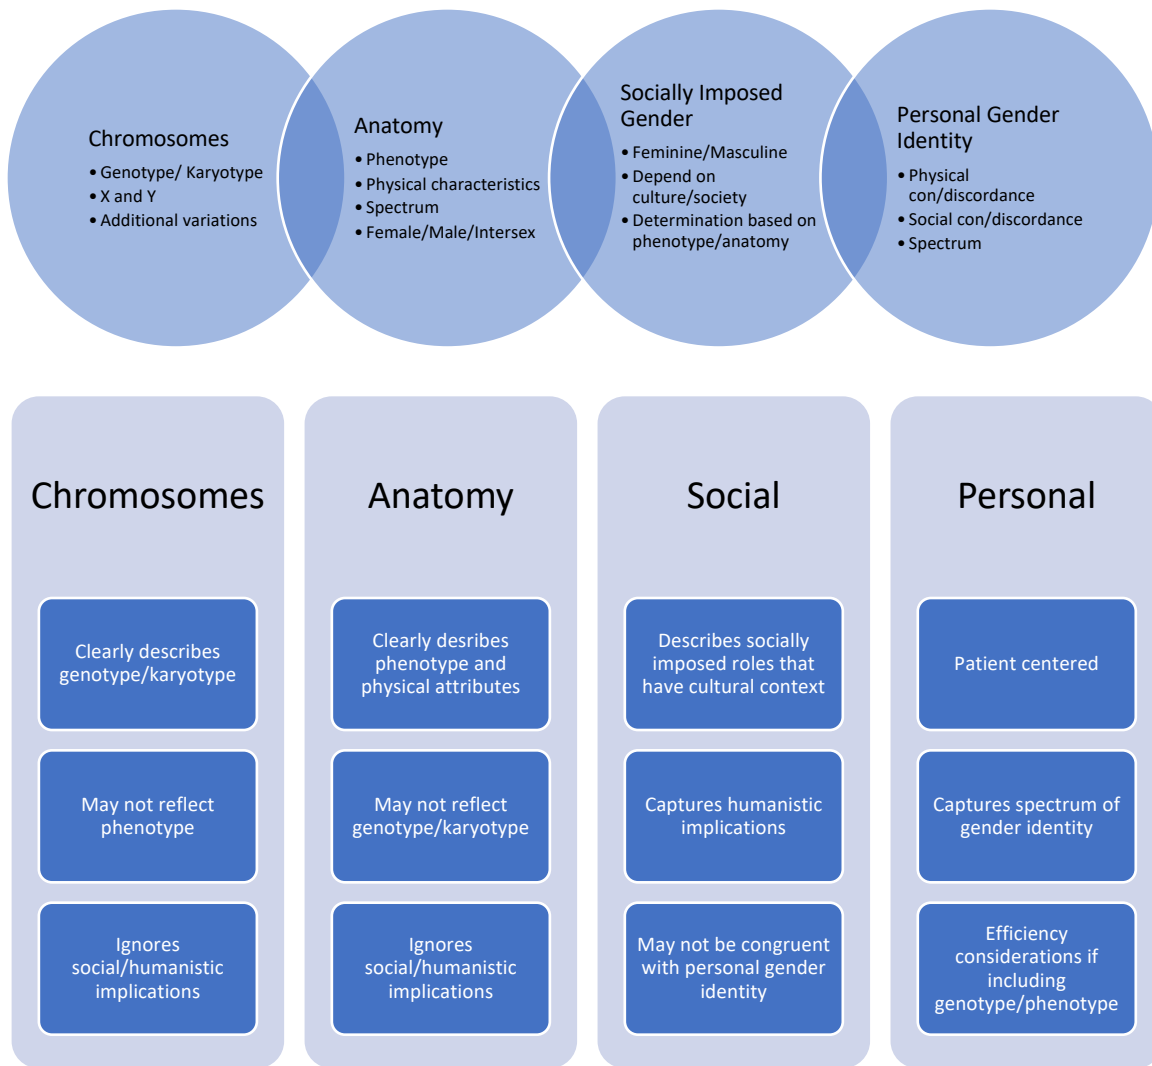 Chromosomes
• Genotype/ Karyotype
• X and Y
• Additional variations
Anatomy
• Phenotype
• Physical characteristics
• Spectrum
• Female/Male/Intersex
Socially Imposed
Gender
• Feminine/Masculine
• Depend on
culture/society
• Determination based on
phenotype/anatomy
Personal Gender
Identity
• Physical
con/discordance
• Social con/discordance
• Spectrum
Chromosomes
Clearly describes
genotype/karyotype
May not reflect
phenotype
Ignores
social/humanistic
implications
Anatomy
Clearly desribes
phenotype and
physical attributes
May not reflect
genotype/karyotype
Ignores
social/humanistic
implications
Social
Describes socially
imposed roles that
have cultural context
Captures humanistic
implications
May not be congruent
with personal gender
identity
Personal
Patient centered
Captures spectrum of
gender identity
Efficiency
considerations if
including
genotype/phenotype